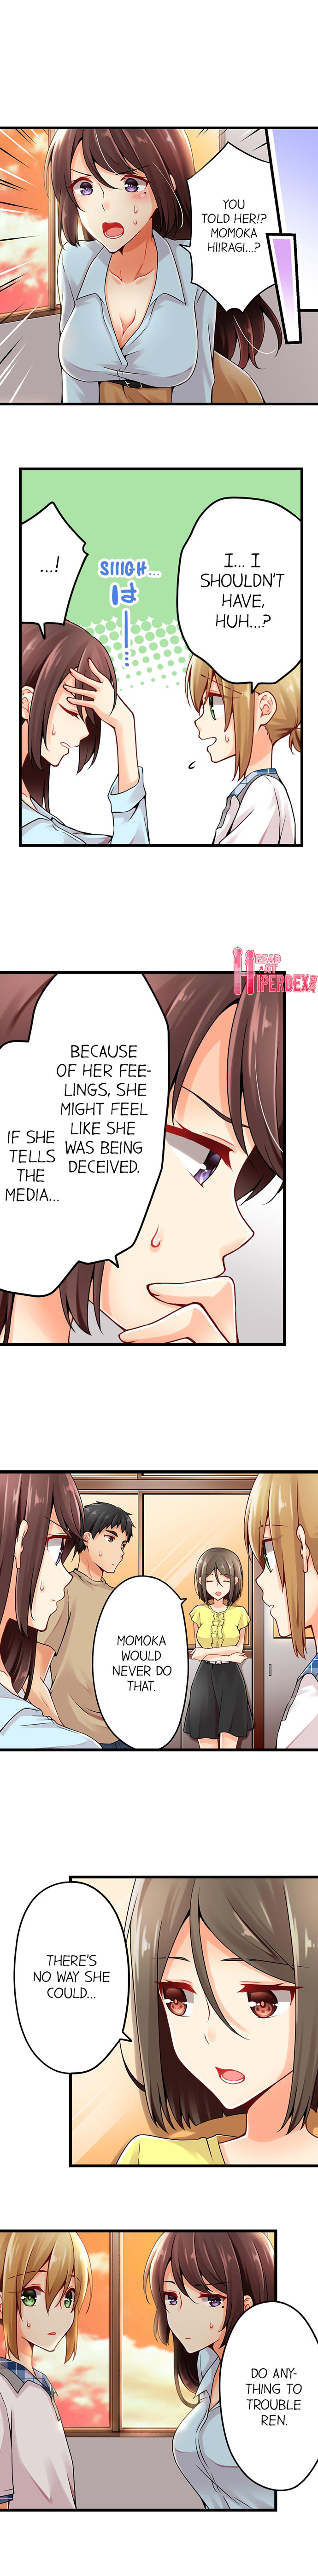 YOU
TOLD HER!?
MOMOKA
HIIRAGI...?
I... I
SHOULDN'T
HAVE,
HUH...?
SIIIGH...
は
...!
READ
AT
HIPERDEX!!
BECAUSE
OF HER FEE-
LINGS, SHE
MIGHT FEEL
LIKE SHE
WAS BEING
DECEIVED.
IF SHE
TELLS
THE
MEDIA...
MOMOKA
WOULD
NEVER DO
THAT.
THERE'S
NO WAY SHE
COULD...
DO ANY-
THING TO
TROUBLE
REN.